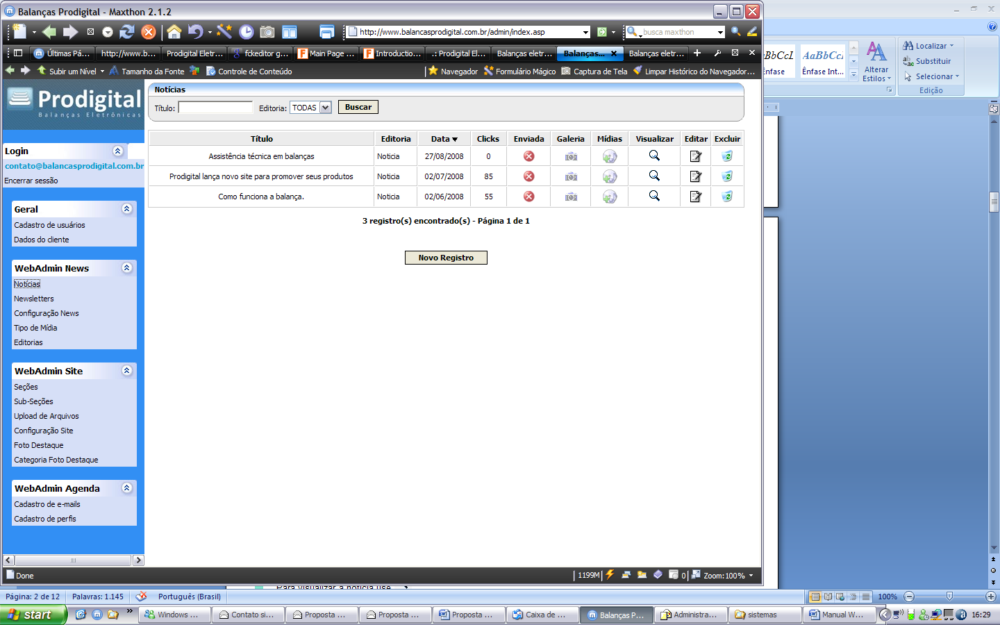 Balanças Prodigital - Maxthon 2.1.2
http://www.balancasprodigital.com.br/admin/index.asp
busca maxthon
Últimas Pá...
http://www.b...
Prodigital Eletr...
fckeditor g...
Main Page ...
Introductio...
.: Prodigital El...
Balanças eletr...
Balanças...
Balanças eletr...
Subir um Nível
Tamanho da Fonte
Controle de Conteúdo
Navegador
Formulário Mágico
Captura de Tela
Limpar Histórico do Navegador...
Prodigital
Balanças Eletrônicas
Login
contato@balancasprodigital.com.br
Encerrar sessão
Geral
Cadastro de usuários
Dados do cliente
WebAdmin News
Notícias
Newsletters
Configuração News
Tipo de Mídia
Editorias
WebAdmin Site
Seções
Sub-Seções
Upload de Arquivos
Configuração Site
Foto Destaque
Categoria Foto Destaque
WebAdmin Agenda
Cadastro de e-mails
Cadastro de perfis
Notícias
Título: Editoria: TODAS Buscar
Título Editoria Data Clicks Enviada Galeria Mídias Visualizar Editar Excluir
Assistência técnica em balanças Noticia 27/08/2008 0
Prodigital lança novo site para promover seus produtos Noticia 02/07/2008 85
Como funciona a balança. Noticia 02/06/2008 55
3 registro(s) encontrado(s) - Página 1 de 1
Novo Registro
Done
1199M
0
Zoom:100%
AaBbCcI
Ênfase Int...
Alterar
Estilos
Localizar
Substituir
Selecionar
Edição
Página: 2 de 12
Palavras: 1.145
Português (Brasil)
100%
start
Windows ...
Contato si...
Proposta ...
Proposta ...
Proposta ...
Caixa de ...
Balanças P...
Administra...
sistemas
Manual W...
16:29